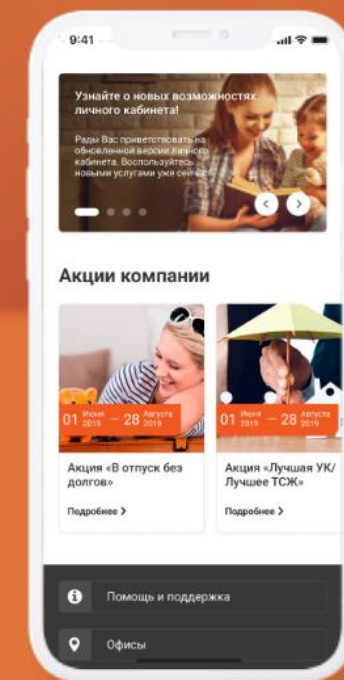 9:41
Узнайте о новых возможностях
личного кабинета!
Рады Вас приветствовать на
обновленной версии личного
кабинета. Воспользуйтесь
новыми услугами уже сейчас!
Акции компании
01 Июня 2019 — 28 Августа 2019
01 Июня 2019 — 28 Августа 2019
Акция «В отпуск без
долгов»
Акция «Лучшая УК/
Лучшее ТСЖ»
Подробнее >
Подробнее >
Помощь и поддержка
Офисы